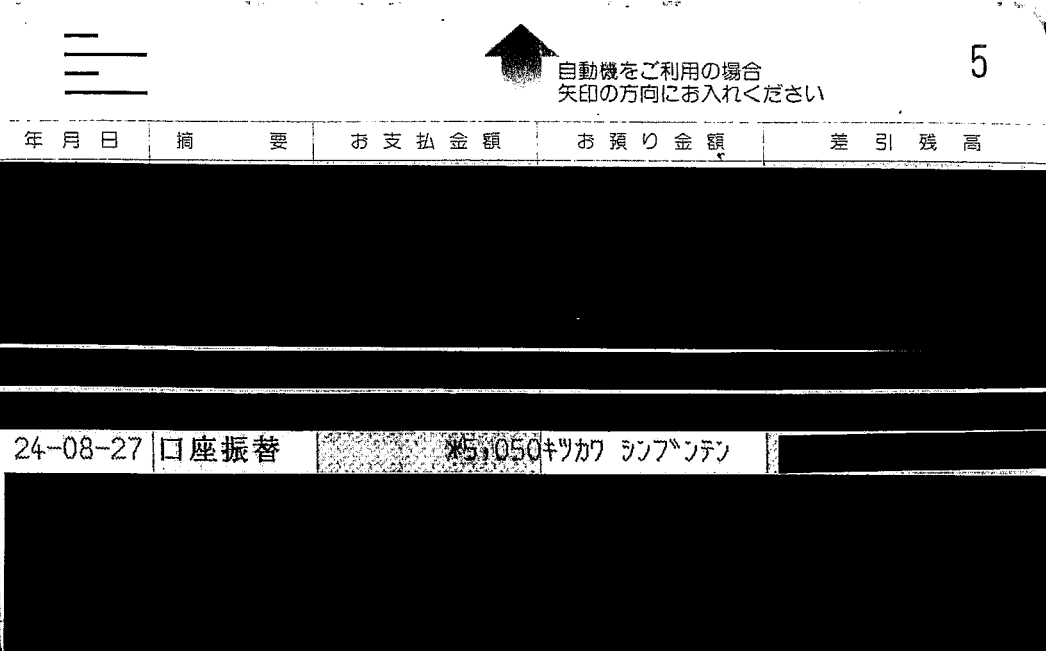 自動機をご利用の場合
矢印の方向にお入れください
5
年月日 摘要 お支払金額 お預り金額 差引残高
24-08-27 口座振替 *5,050 キツカワ シンブンテン